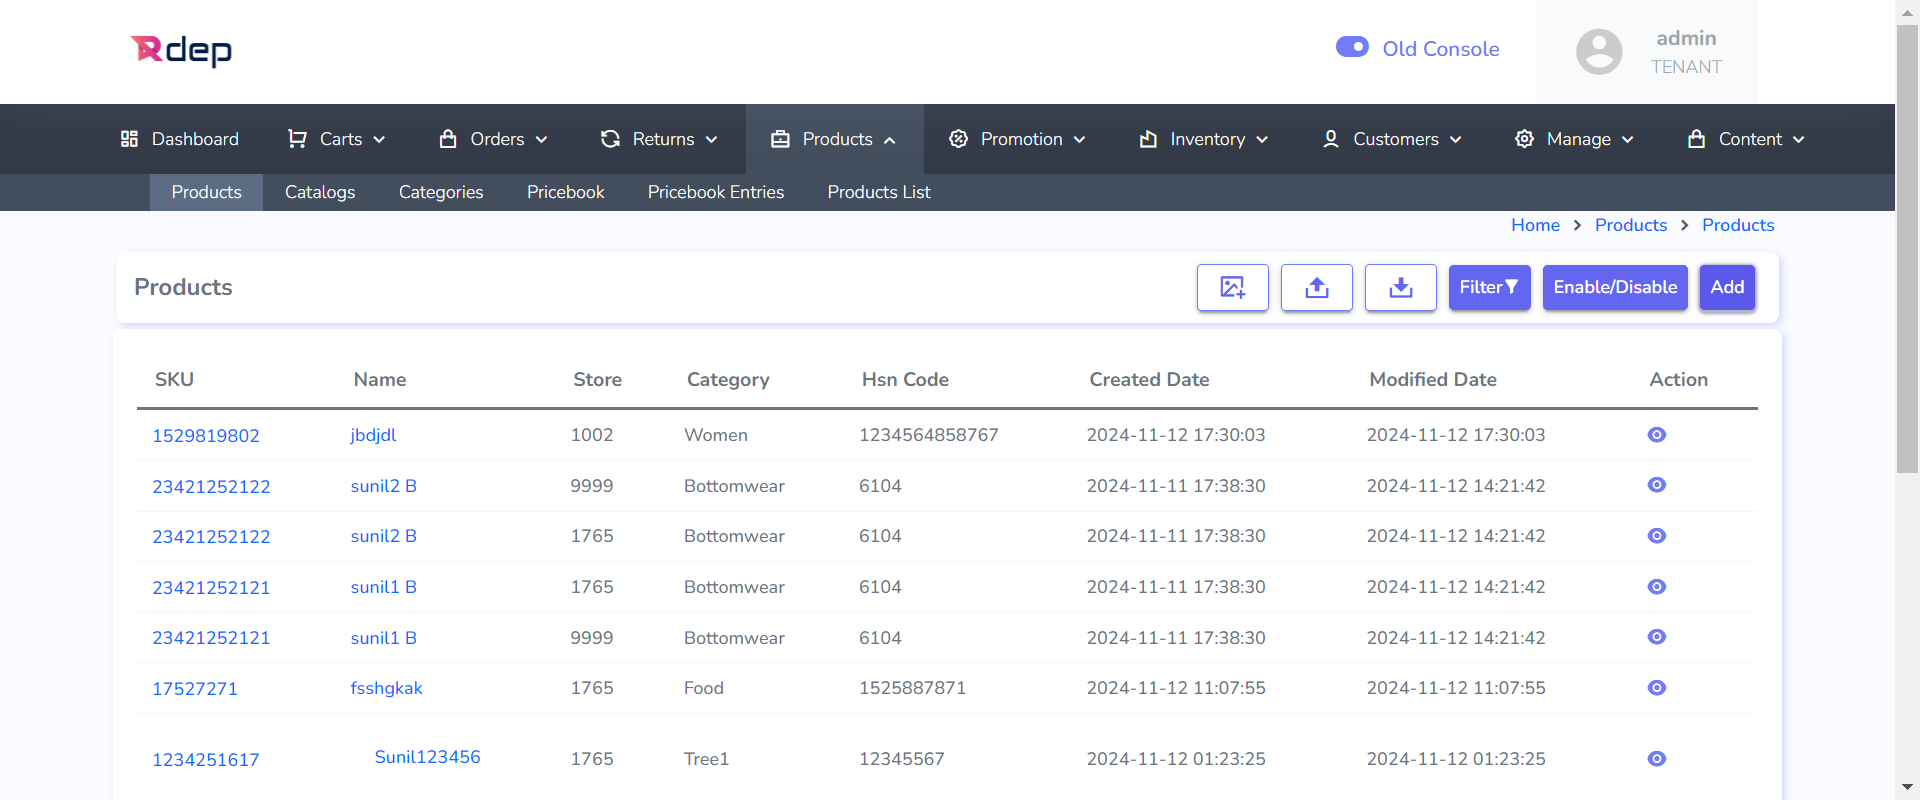 Rdep
Old Console
admin
TENANT
Dashboard Carts Orders Returns Products Promotion Inventory Customers Manage Content
Products Catalogs Categories Pricebook Pricebook Entries Products List
Home > Products > Products
Products Filter Enable/Disable Add
SKU Name Store Category Hsn Code Created Date Modified Date Action
1529819802 jbdjdl 1002 Women 1234564858767 2024-11-12 17:30:03 2024-11-12 17:30:03
23421252122 sunil2 B 9999 Bottomwear 6104 2024-11-11 17:38:30 2024-11-12 14:21:42
23421252122 sunil2 B 1765 Bottomwear 6104 2024-11-11 17:38:30 2024-11-12 14:21:42
23421252121 sunil1 B 1765 Bottomwear 6104 2024-11-11 17:38:30 2024-11-12 14:21:42
23421252121 sunil1 B 9999 Bottomwear 6104 2024-11-11 17:38:30 2024-11-12 14:21:42
17527271 fsshgkak 1765 Food 1525887871 2024-11-12 11:07:55 2024-11-12 11:07:55
1234251617 Sunil123456 1765 Tree1 12345567 2024-11-12 01:23:25 2024-11-12 01:23:25